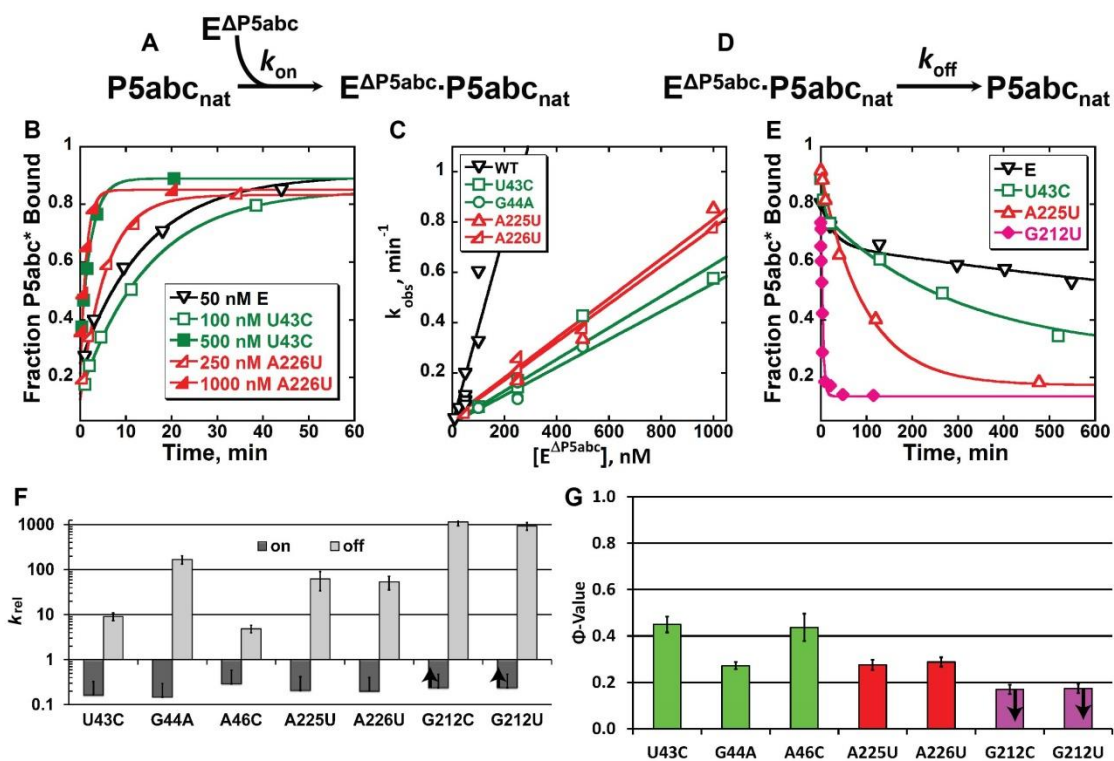 A
E^ΔP5abc
k_on
P5abc_nat
E^ΔP5abc·P5abc_nat
D
k_off
E^ΔP5abc·P5abc_nat
P5abc_nat
B
Fraction P5abc* Bound
1
0.8
0.6
0.4
0.2
50 nM E
100 nM U43C
500 nM U43C
250 nM A226U
1000 nM A226U
0 10 20 30 40 50 60
Time, min
C
k_obs, min⁻¹
1
0.8
0.6
0.4
0.2
WT
U43C
G44A
A225U
A226U
0 200 400 600 800 1000
[E^ΔP5abc], nM
E
Fraction P5abc* Bound
1
0.8
0.6
0.4
0.2
E
U43C
A225U
G212U
0 100 200 300 400 500 600
Time, min
F
k_rel
1000
100
10
1
0.1
on off
U43C G44A A46C A225U A226U G212C G212U
G
Φ-Value
1.0
0.8
0.6
0.4
0.2
0.0
U43C G44A A46C A225U A226U G212C G212U